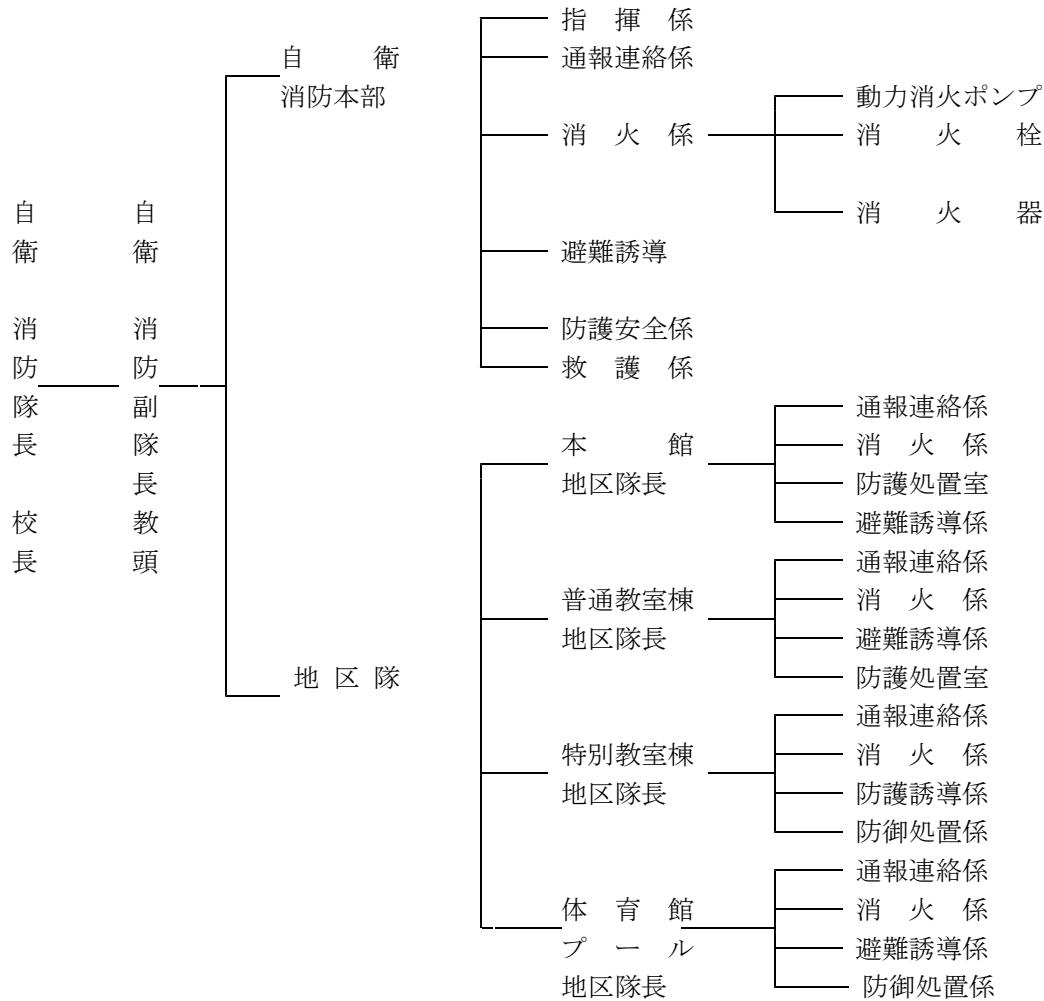 自衛消防隊長 校長
自衛消防副隊長 教頭
自衛
消防本部
指揮係
通報連絡係
消火係
動力消火ポンプ
消火栓
消火器
避難誘導
防護安全係
救護係
地区隊
本館
地区隊長
通報連絡係
消火係
防護処置室
避難誘導係
普通教室棟
地区隊長
通報連絡係
消火係
避難誘導係
防護処置室
特別教室棟
地区隊長
通報連絡係
消火係
防護誘導係
防御処置係
体育館
プール
地区隊長
通報連絡係
消火係
避難誘導係
防御処置係